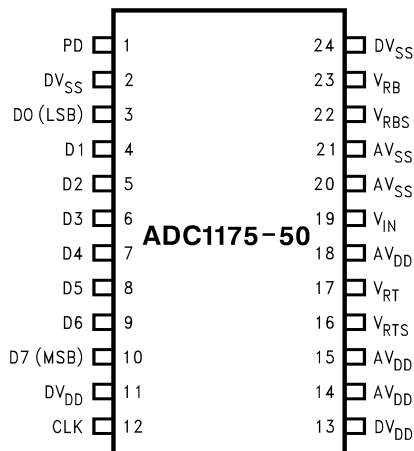 PD 1 24 DVSS
DVSS 2 23 VRB
D0 (LSB) 3 22 VRBS
D1 4 21 AVSS
D2 5 20 AVSS
D3 6 19 VIN
ADC1175-50
D4 7 18 AVDD
D5 8 17 VRT
D6 9 16 VRTS
D7 (MSB) 10 15 AVDD
DVDD 11 14 AVDD
CLK 12 13 DVDD